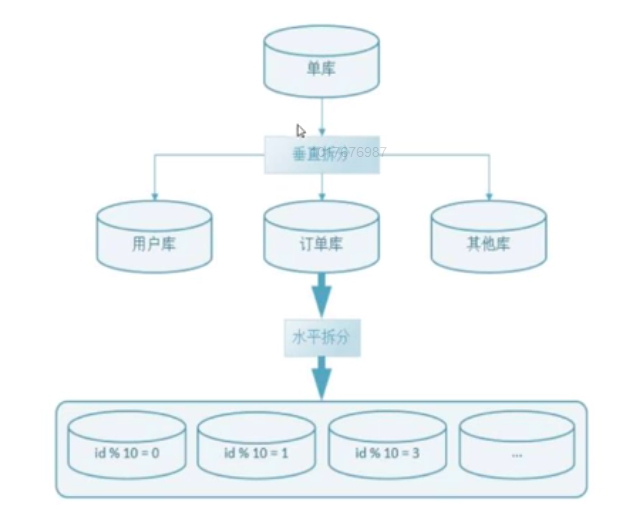 单库
垂直拆分
用户库
订单库
其他库
水平拆分
id % 10 = 0
id % 10 = 1
id % 10 = 3
...